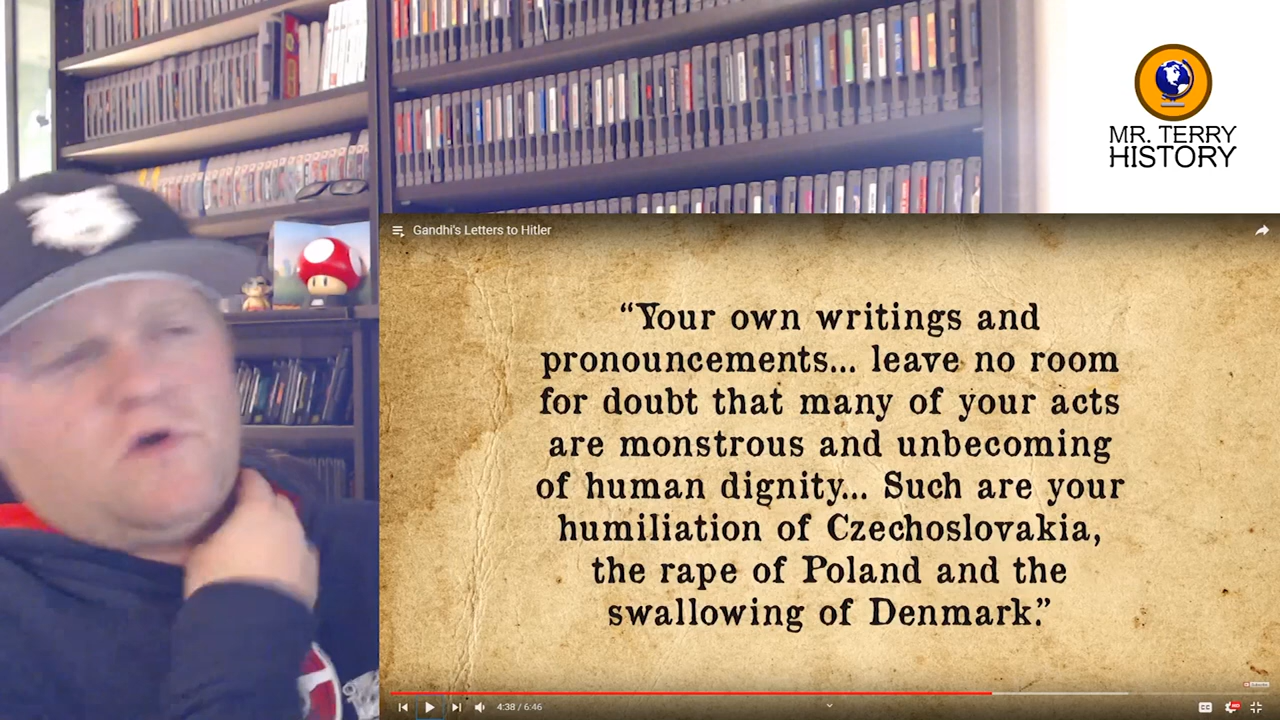 MR. TERRY
HISTORY
Gandhi's Letters to Hitler
“Your own writings and
pronouncements... leave no room
for doubt that many of your acts
are monstrous and unbecoming
of human dignity... Such are your
humiliation of Czechoslovakia,
the rape of Poland and the
swallowing of Denmark.”
4:38 / 6:46
CC
HD